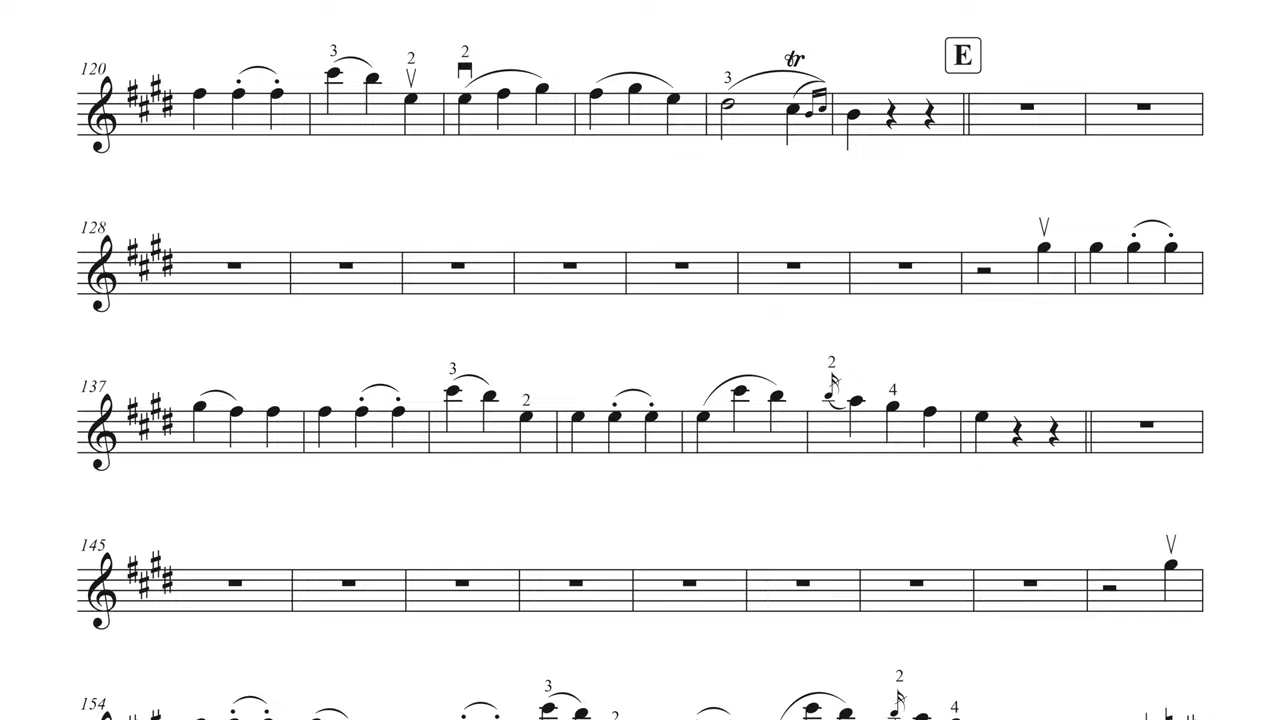 E
120 3 2 2 3 tr
128
137 3 2 2 4
145
154 3 2 2 4